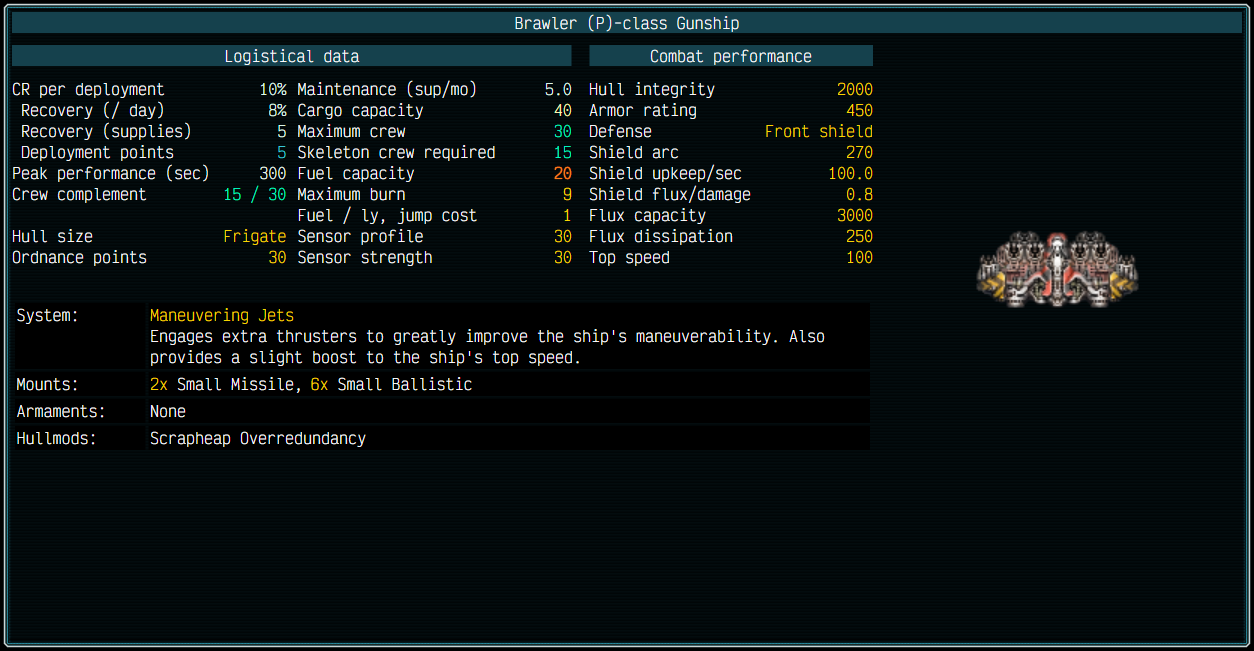 Brawler (P)-class Gunship
Logistical data
CR per deployment 10%
Recovery (/ day) 8%
Recovery (supplies) 5
Deployment points 5
Peak performance (sec) 300
Crew complement 15 / 30
Hull size Frigate
Ordnance points 30
Maintenance (sup/mo) 5.0
Cargo capacity 40
Maximum crew 30
Skeleton crew required 15
Fuel capacity 20
Maximum burn 9
Fuel / ly, jump cost 1
Sensor profile 30
Sensor strength 30
Combat performance
Hull integrity 2000
Armor rating 450
Defense Front shield
Shield arc 270
Shield upkeep/sec 100.0
Shield flux/damage 0.8
Flux capacity 3000
Flux dissipation 250
Top speed 100
System: Maneuvering Jets
Engages extra thrusters to greatly improve the ship's maneuverability. Also
provides a slight boost to the ship's top speed.
Mounts: 2x Small Missile, 6x Small Ballistic
Armaments: None
Hullmods: Scrapheap Overredundancy